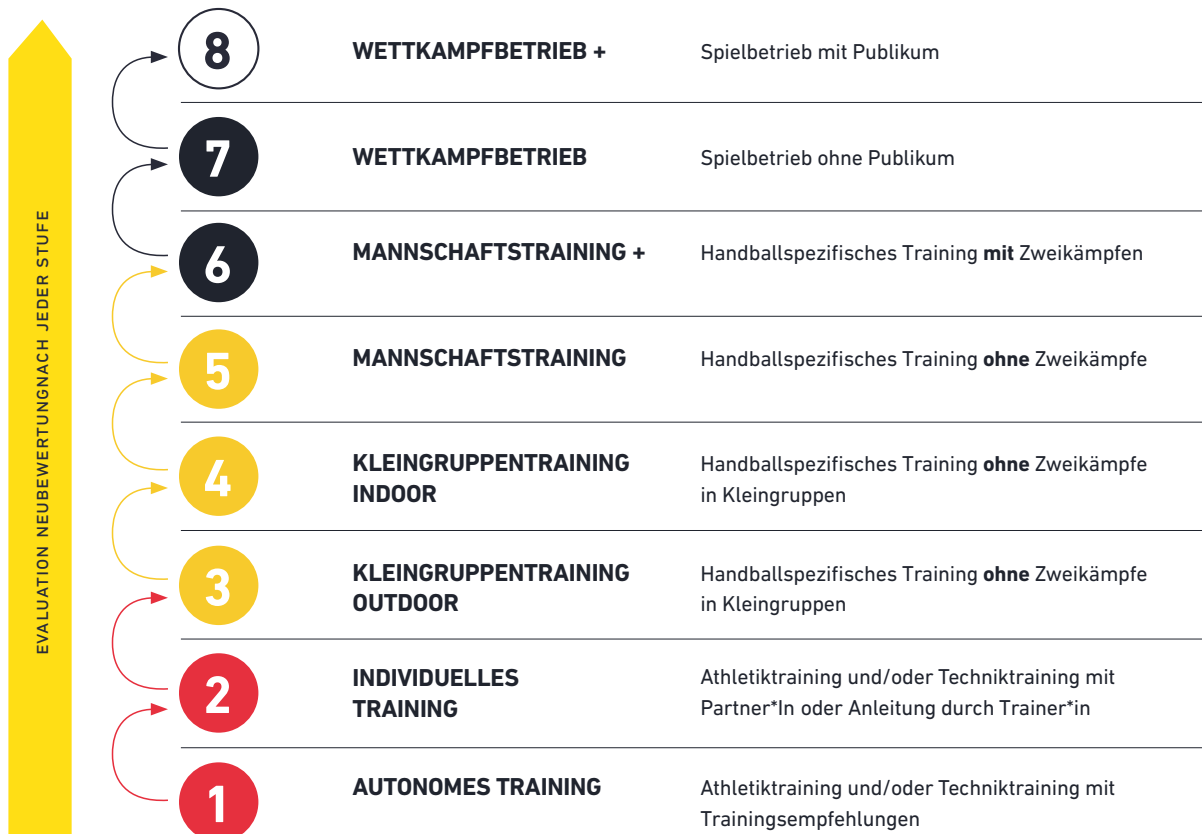 EVALUATION NEUBEWERTUNGNACH JEDER STUFE
8
WETTKAMPFBETRIEB +
Spielbetrieb mit Publikum
7
WETTKAMPFBETRIEB
Spielbetrieb ohne Publikum
6
MANNSCHAFTSTRAINING +
Handballspezifisches Training mit Zweikämpfen
5
MANNSCHAFTSTRAINING
Handballspezifisches Training ohne Zweikämpfe
4
KLEINGRUPPENTRAINING
INDOOR
Handballspezifisches Training ohne Zweikämpfe
in Kleingruppen
3
KLEINGRUPPENTRAINING
OUTDOOR
Handballspezifisches Training ohne Zweikämpfe
in Kleingruppen
2
INDIVIDUELLES
TRAINING
Athletiktraining und/oder Techniktraining mit
Partner*In oder Anleitung durch Trainer*in
1
AUTONOMES TRAINING
Athletiktraining und/oder Techniktraining mit
Trainingsempfehlungen